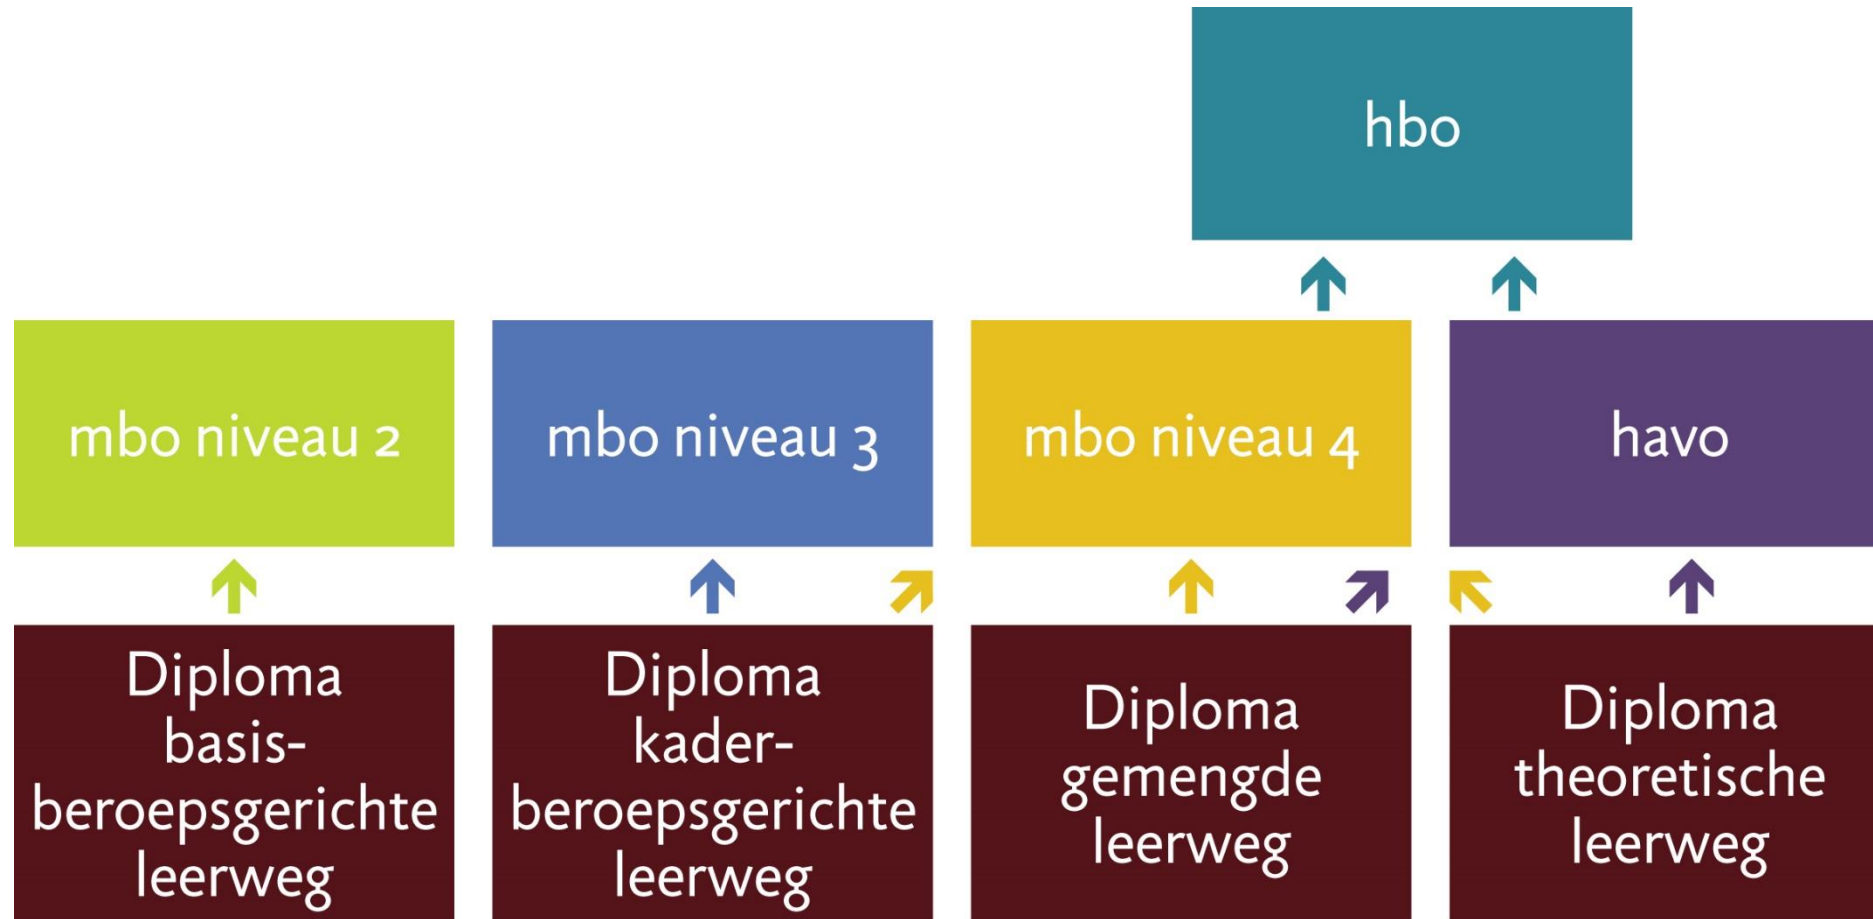 hbo
mbo niveau 2
mbo niveau 3
mbo niveau 4
havo
Diploma
basis-
beroepsgerichte
leerweg
Diploma
kader-
beroepsgerichte
leerweg
Diploma
gemengde
leerweg
Diploma
theoretische
leerweg